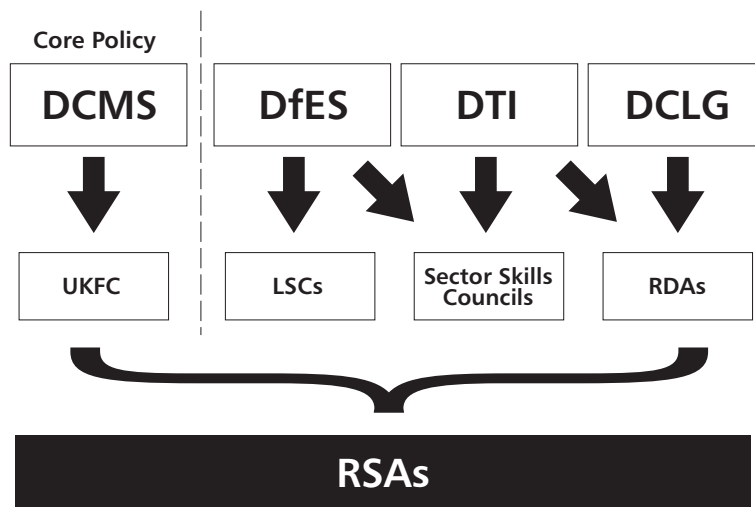 Core Policy
DCMS
DfES
DTI
DCLG
UKFC
LSCs
Sector Skills
Councils
RDAs
RSAs